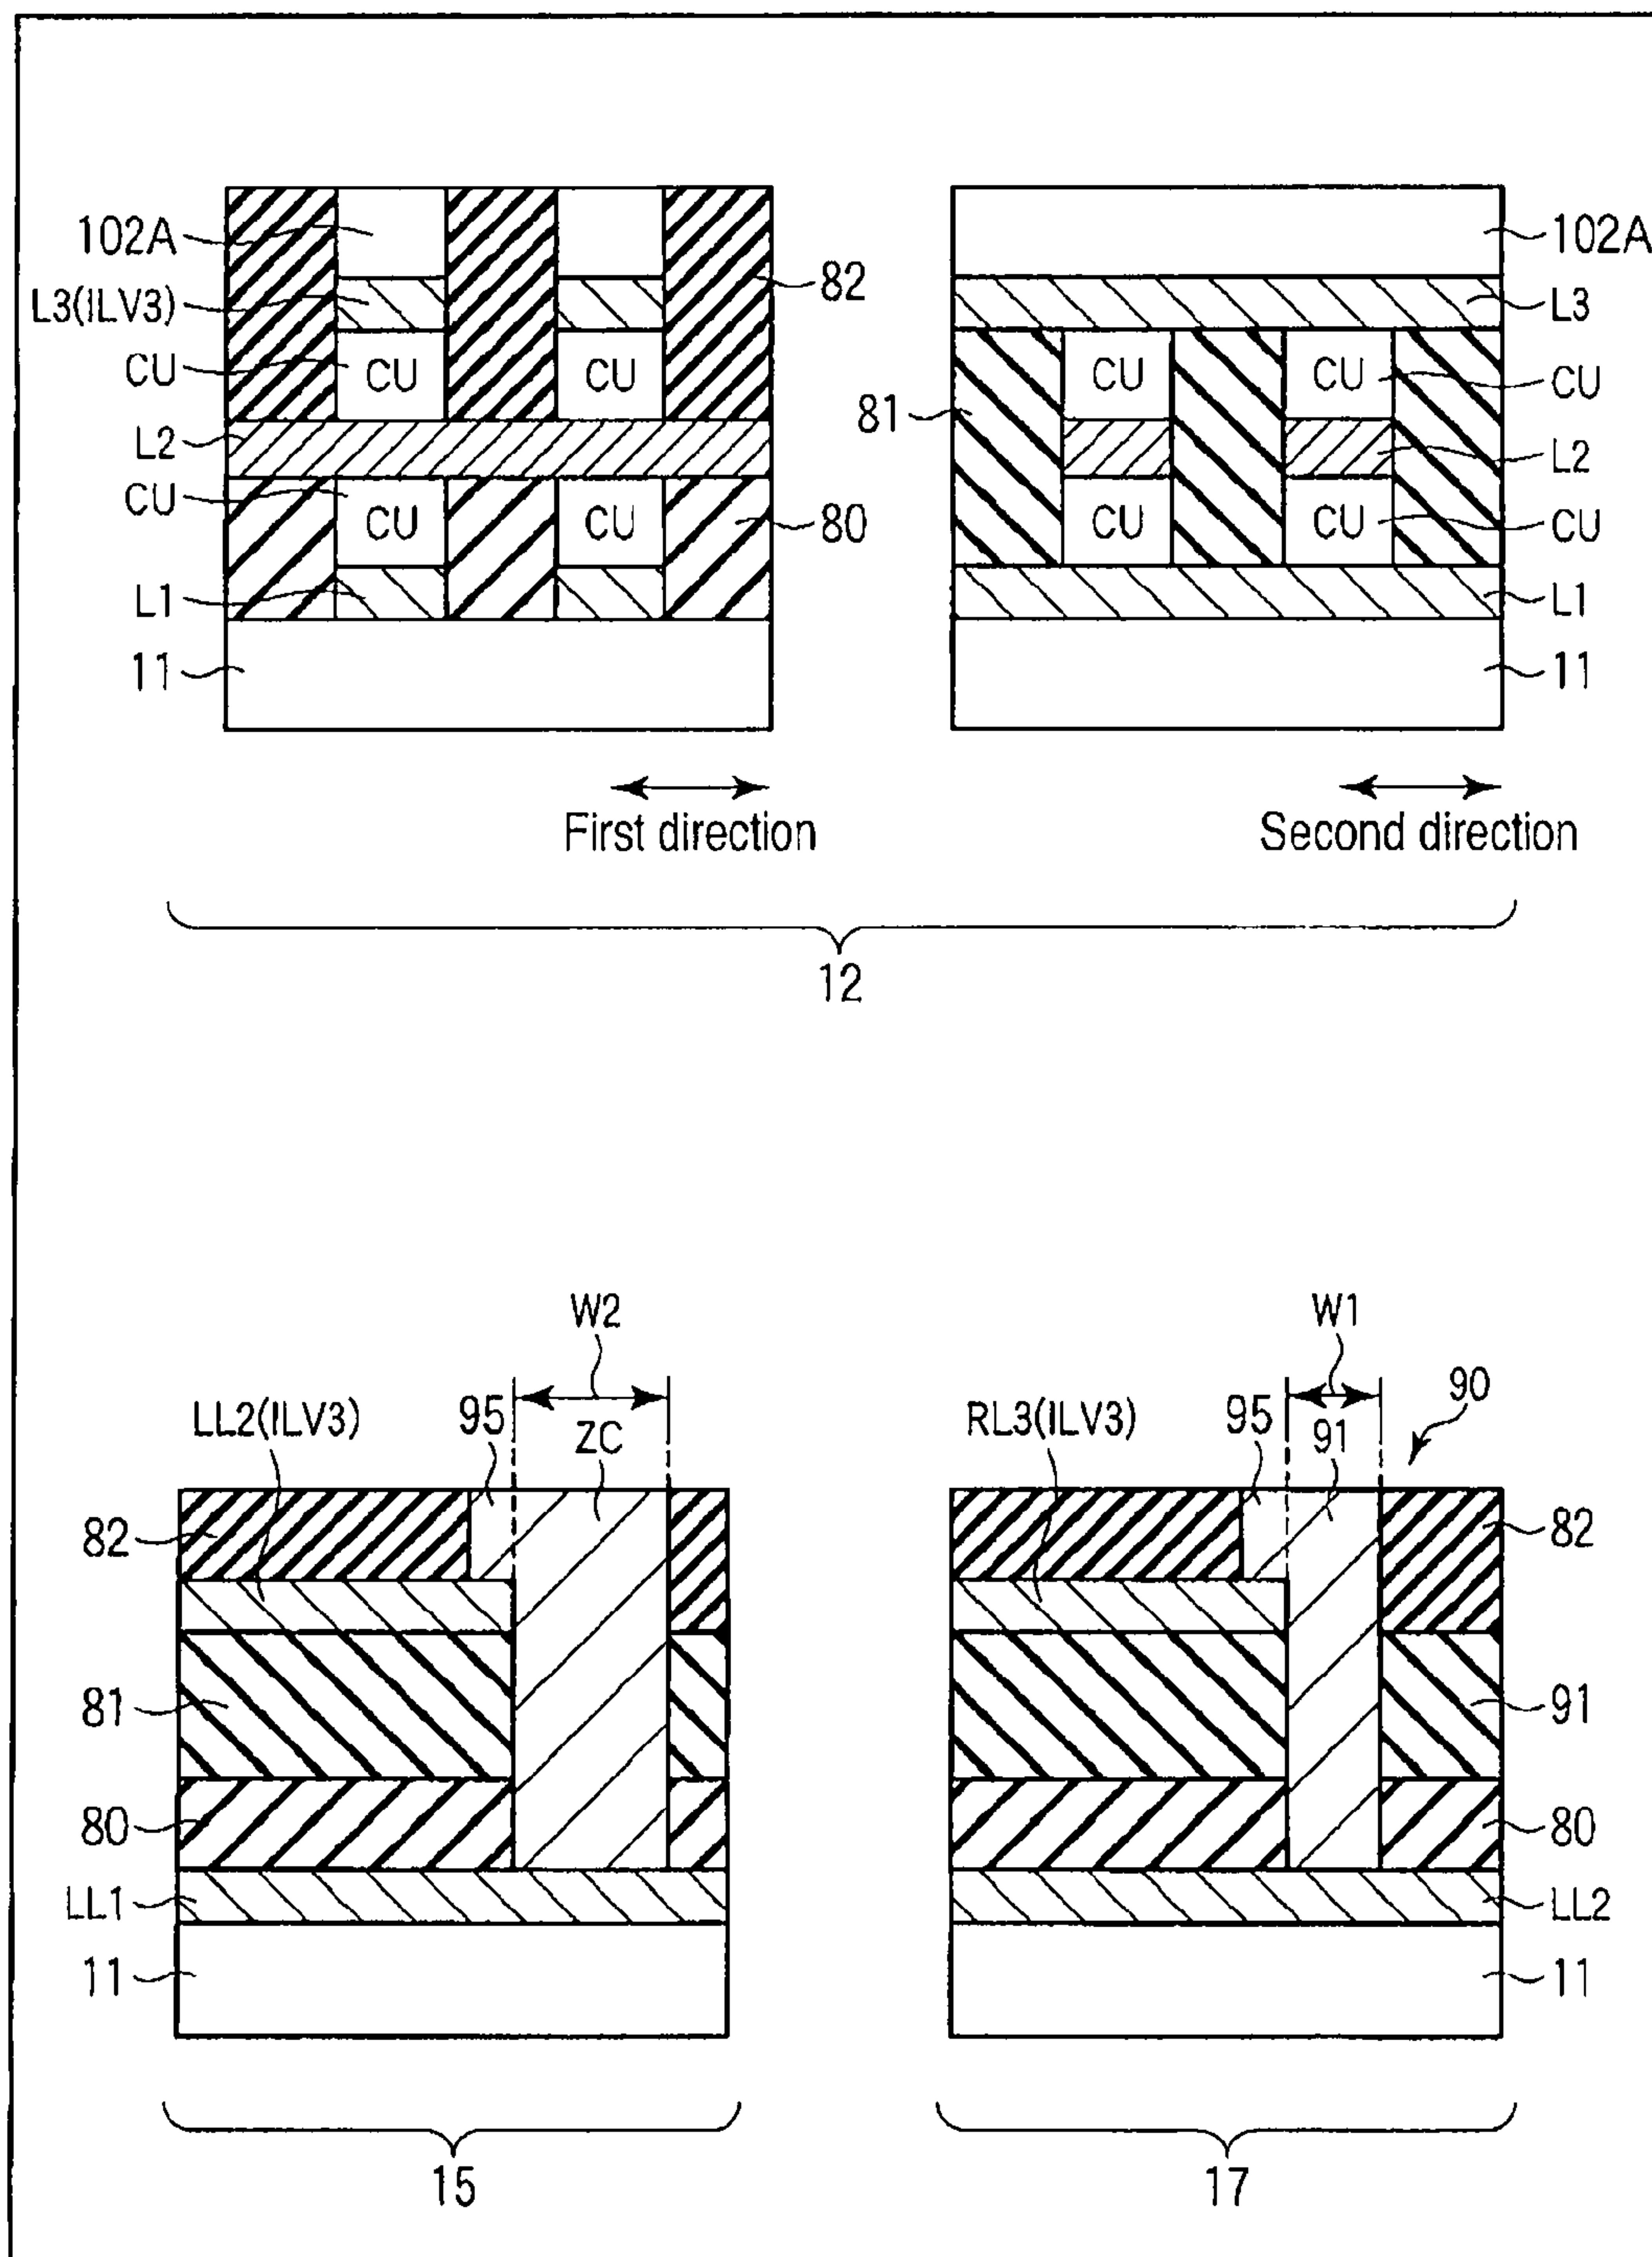 102A
L3(ILV3)
CU CU CU
L2
CU CU CU
L1
11
82
80
First direction
102A
L3
CU CU CU
81
L2
CU CU CU
L1
11
Second direction
12
W2
LL2(ILV3) 95 ZC
82
81
80
LL1
11
15
W1
RL3(ILV3) 95 91 90
82
91
80
LL2
11
17